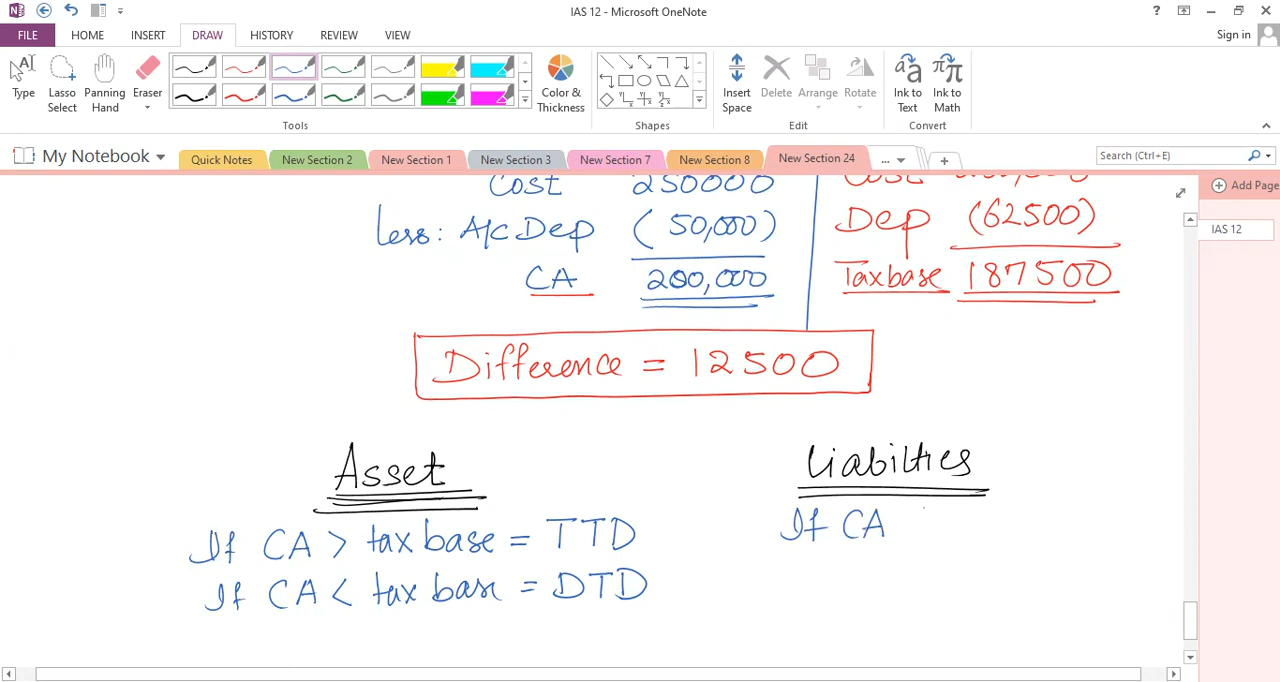 IAS 12 - Microsoft OneNote
?
FILE HOME INSERT DRAW HISTORY REVIEW VIEW
Sign in
Type
Lasso Select
Panning Hand
Eraser
Color & Thickness
Insert Space
Delete
Arrange
Rotate
Ink to Text
Ink to Math
Tools
Shapes
Edit
Convert
My Notebook
Quick Notes New Section 2 New Section 1 New Section 3 New Section 7 New Section 8 New Section 24 ...
Search (Ctrl+E)
Add Page
IAS 12
Cost 250000
Less: A/C Dep (50,000)
CA 200,000
Cost
Dep (62500)
Taxbase 187500
Difference = 12500
Asset
If CA > tax base = TTD
If CA < tax base = DTD
Liabilties
If CA